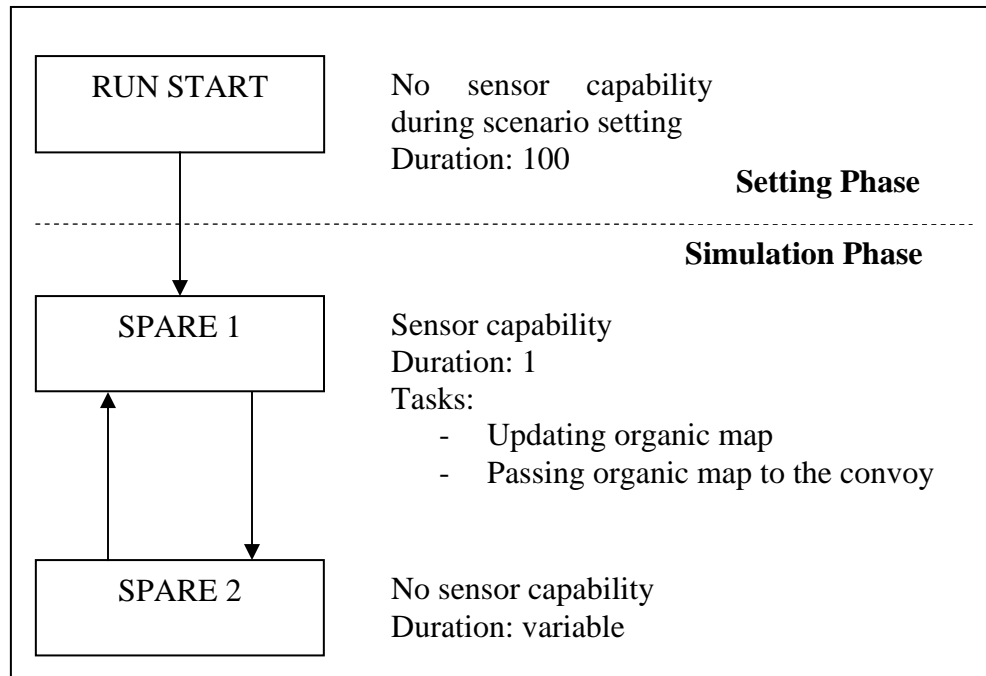 RUN START
No sensor capability
during scenario setting
Duration: 100
Setting Phase
Simulation Phase
SPARE 1
Sensor capability
Duration: 1
Tasks:
- Updating organic map
- Passing organic map to the convoy
SPARE 2
No sensor capability
Duration: variable